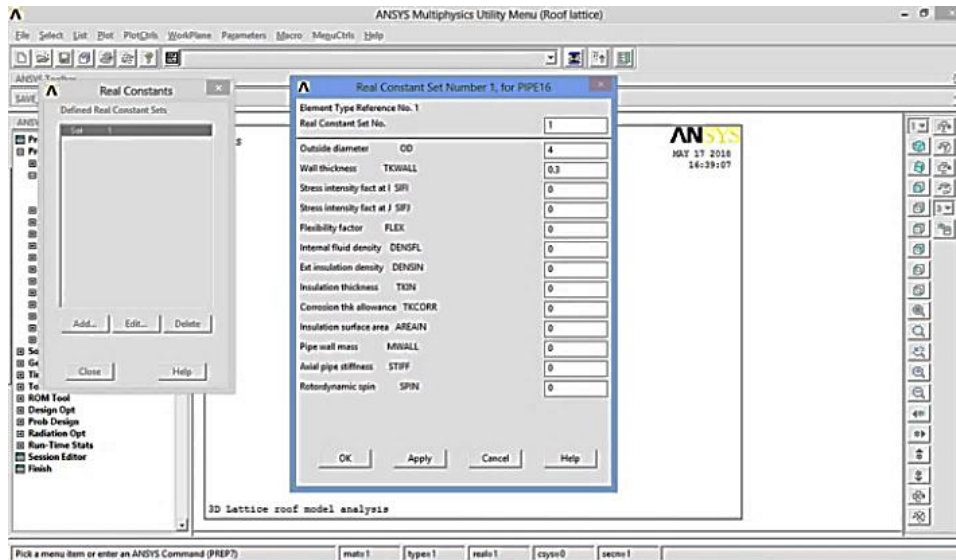 ANSYS Multiphysics Utility Menu (Roof lattice)
File Select List Plot PlotCtrls WorkPlane Parameters Macro MenuCtrls Help
ANSYS Toolbar
SAVE
Real Constants
Defined Real Constant Sets
Set 1
Add... Edit... Delete
Close Help
ROM Tool
Design Opt
Prob Design
Radiation Opt
Run-Time Stats
Session Editor
Finish
Real Constant Set Number 1, for PIPE16
Element Type Reference No. 1
Real Constant Set No. 1
Outside diameter OD 4
Wall thickness TKWALL 0.3
Stress intensity fact at I SIFI 0
Stress intensity fact at J SIFJ 0
Flexibility factor FLEX 0
Internal fluid density DENSFL 0
Ext insulation density DENSIN 0
Insulation thickness TKIN 0
Corrosion thk allowance TKCORR 0
Insulation surface area AREAIN 0
Pipe wall mass MWALL 0
Axial pipe stiffness STIFF 0
Rotordynamic spin SPIN 0
OK Apply Cancel Help
ANSYS
MAY 17 2018
16:39:07
3D Lattice roof model analysis
Pick a menu item or enter an ANSYS Command (PREP7) mat=1 type=1 real=1 csys=0 secn=1